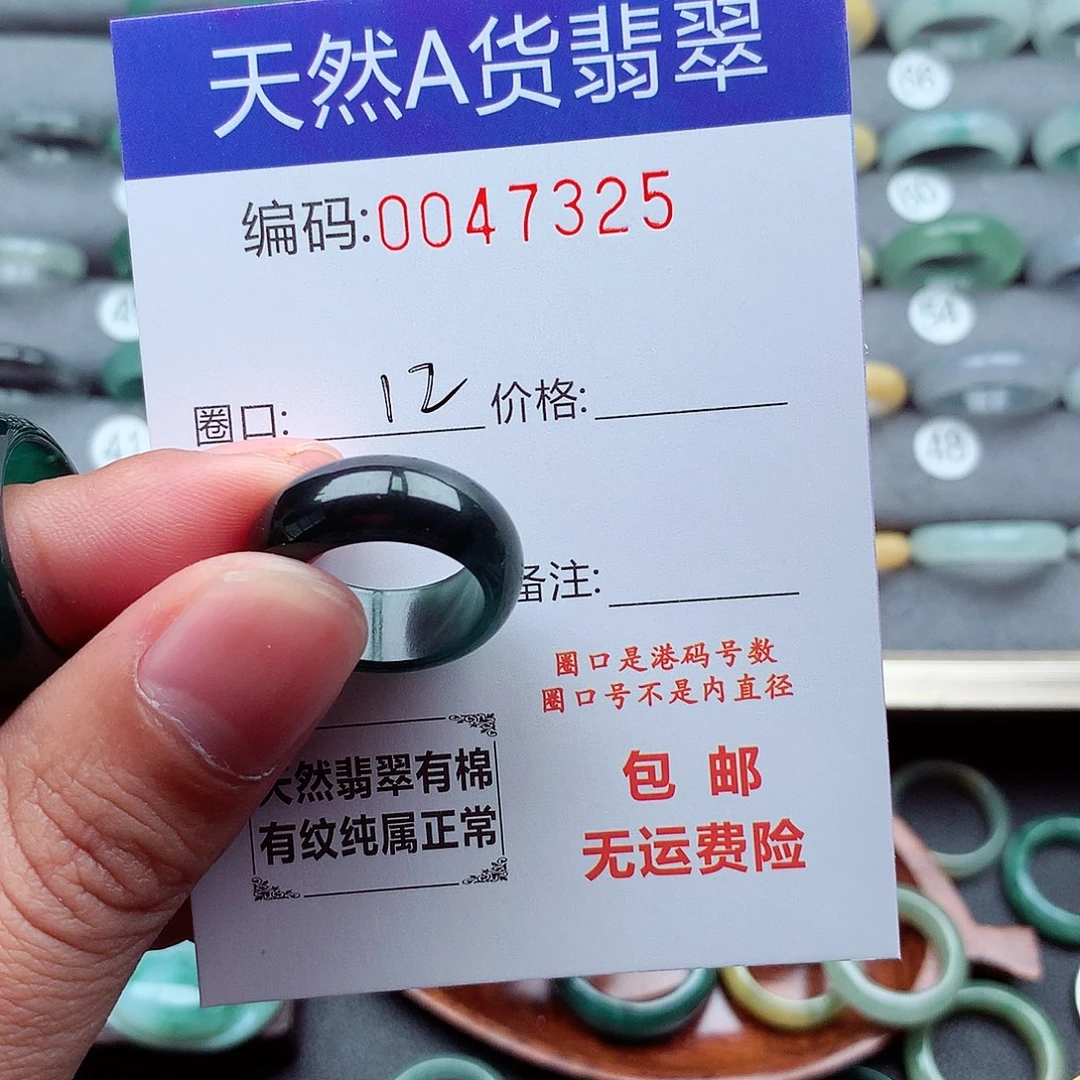 天然A货翡翠
编码:0047325
圈口: 12 价格:
备注:
圈口是港码号数
圈口号不是内直径
天然翡翠有棉
有纹纯属正常
包邮
无运费险
66
60
54
48
41